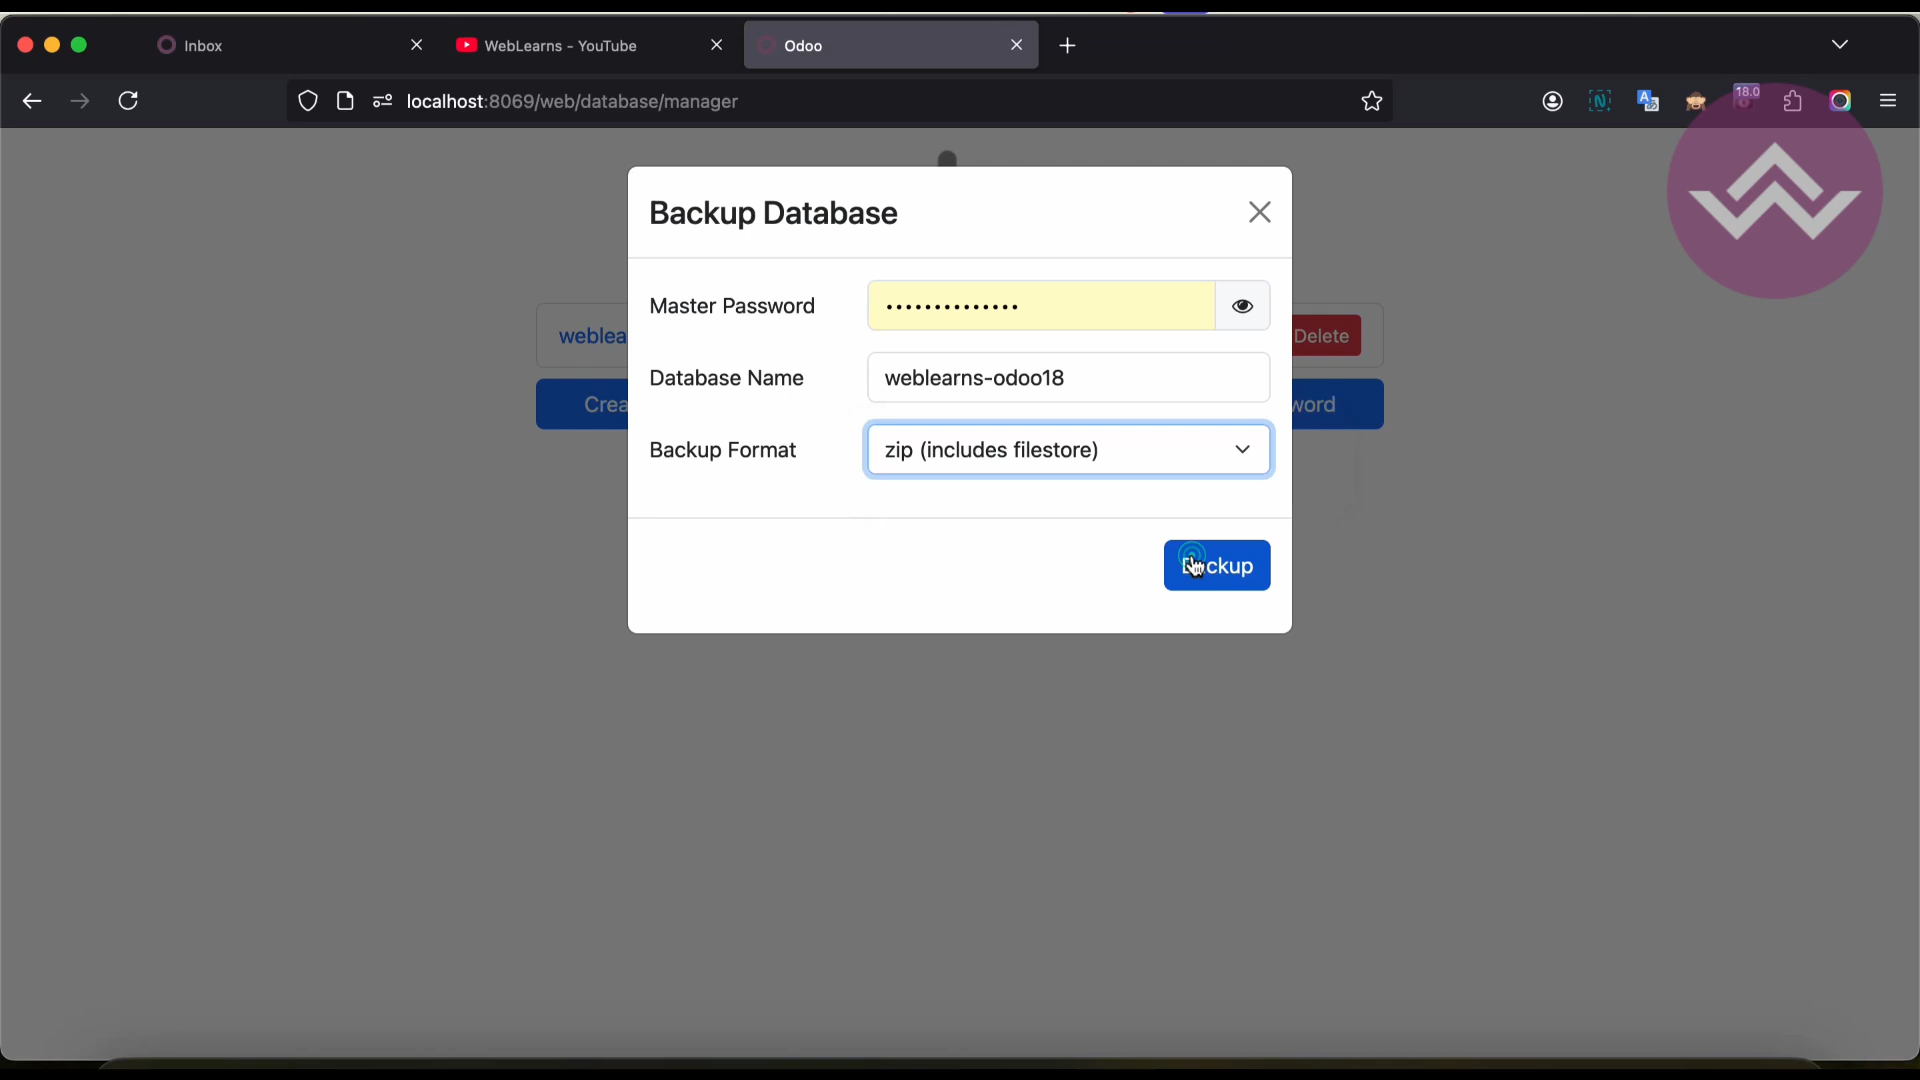 Inbox
WebLearns - YouTube
Odoo
localhost:8069/web/database/manager
18.0
Backup Database
Master Password
••••••••••••••
weblea
Delete
Database Name
weblearns-odoo18
Crea
word
Backup Format
zip (includes filestore)
Backup